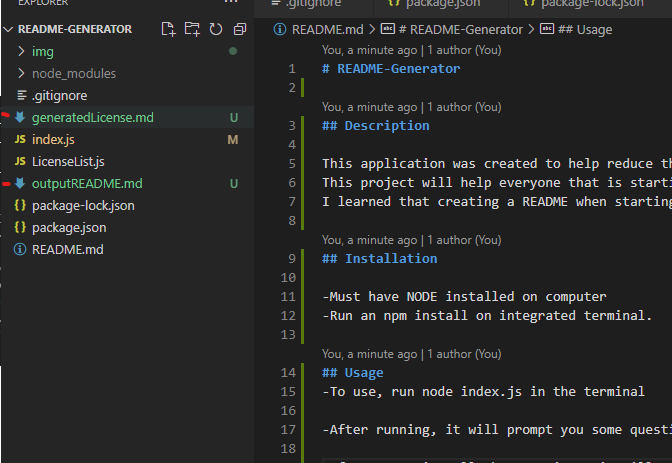 EXPLORER
README-GENERATOR
img
node_modules
.gitignore
generatedLicense.md U
JS index.js M
JS LicenseList.js
outputREADME.md U
{} package-lock.json
{} package.json
README.md
.gitignore package.json package-lock.json
README.md > # README-Generator > ## Usage
You, a minute ago | 1 author (You)
1 # README-Generator
2
You, a minute ago | 1 author (You)
3 ## Description
4
5 This application was created to help reduce th
6 This project will help everyone that is starti
7 I learned that creating a README when starting
8
You, a minute ago | 1 author (You)
9 ## Installation
10
11 -Must have NODE installed on computer
12 -Run an npm install on integrated terminal.
13
You, a minute ago | 1 author (You)
14 ## Usage
15 -To use, run node index.js in the terminal
16
17 -After running, it will prompt you some questi
18